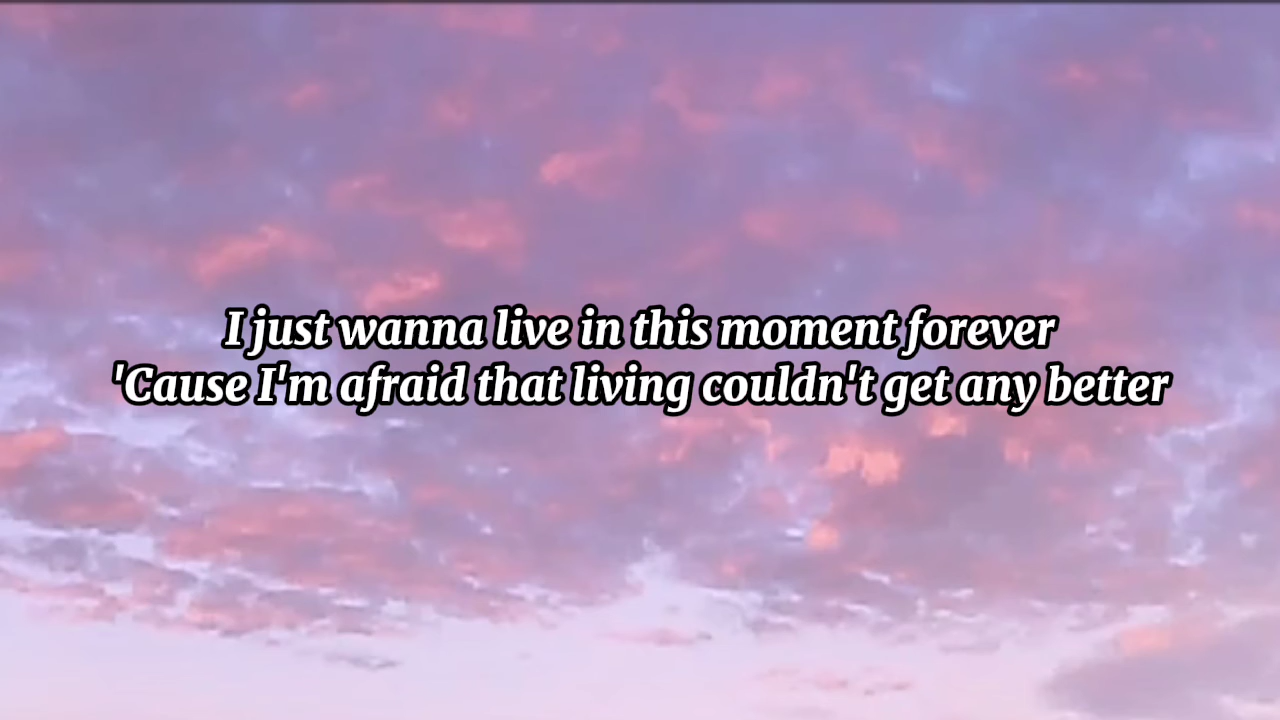 I just wanna live in this moment forever
'Cause I'm afraid that living couldn't get any better